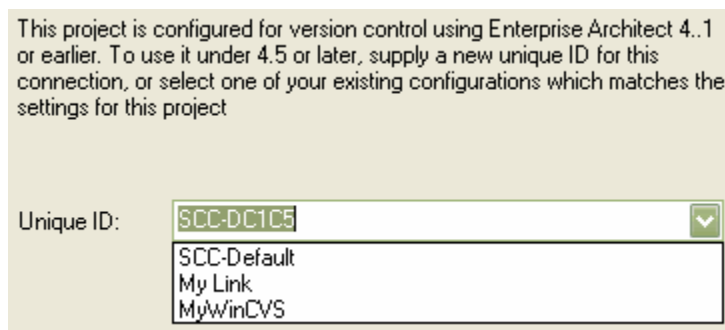 This project is configured for version control using Enterprise Architect 4..1
or earlier. To use it under 4.5 or later, supply a new unique ID for this
connection, or select one of your existing configurations which matches the
settings for this project
Unique ID: SCC-DC1C5
SCC-Default
My Link
MyWinCVS